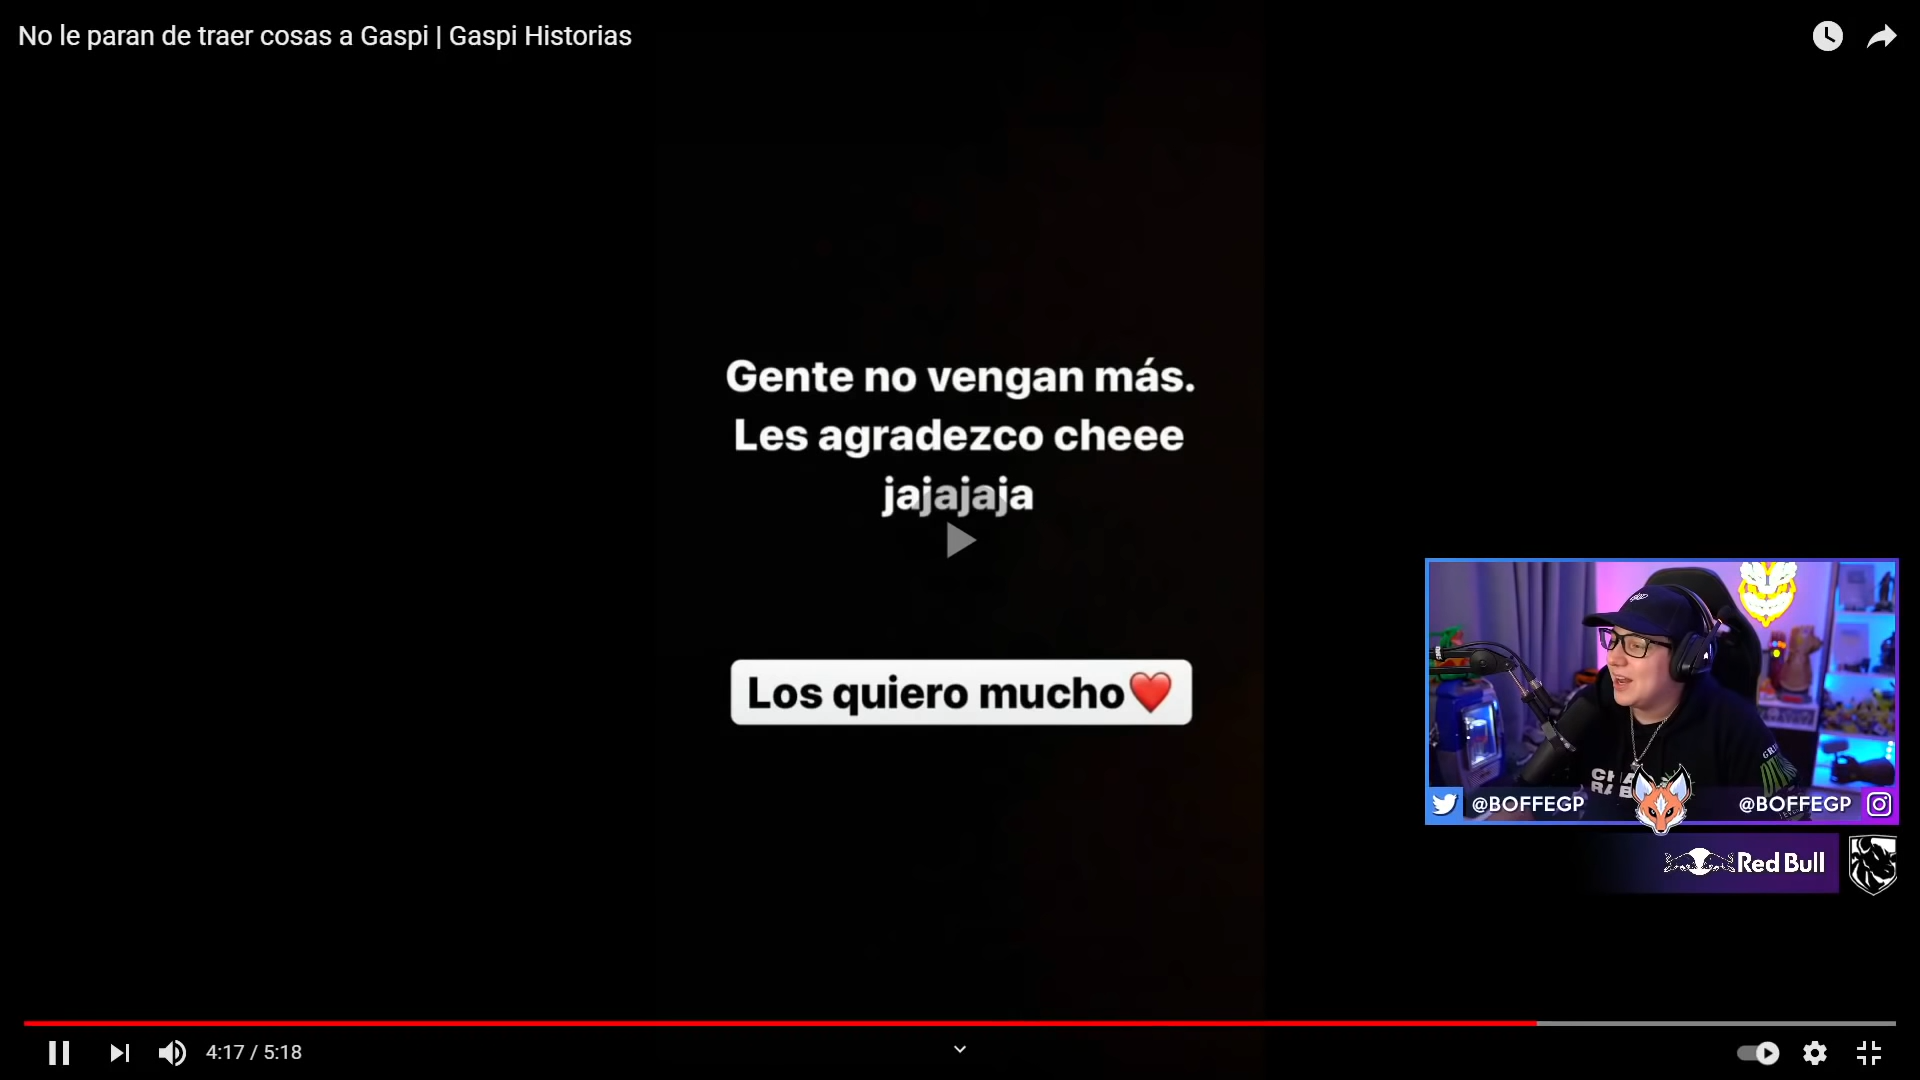 No le paran de traer cosas a Gaspi | Gaspi Historias
Gente no vengan más.
Les agradezco cheee
jajajaja
Los quiero mucho❤️
@BOFFEGP
@BOFFEGP
Red Bull
4:17 / 5:18